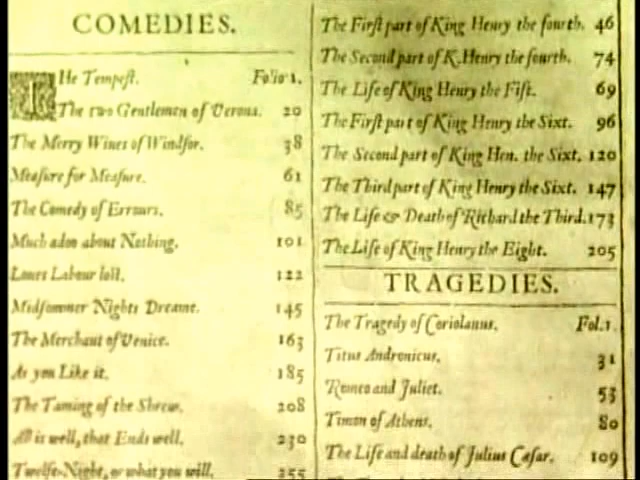 COMEDIES.
The Tempest. Folio 1.
The two Gentlemen of Verona. 20
The Merry Wiues of Windsor. 38
Measure for Measure. 61
The Comedy of Errours. 85
Much adoo about Nothing. 101
Loues Labour lost. 122
Midsommer Nights Dreame. 145
The Merchant of Venice. 163
As you Like it. 185
The Taming of the Shrew. 208
All is well, that Ends well. 230
Twelfe-Night, or what you will. 255
The First part of King Henry the fourth. 46
The Second part of K. Henry the fourth. 74
The Life of King Henry the Fift. 69
The First part of King Henry the Sixt. 96
The Second part of King Hen. the Sixt. 120
The Third part of King Henry the Sixt. 147
The Life & Death of Richard the Third. 173
The Life of King Henry the Eight. 205
TRAGEDIES.
The Tragedy of Coriolanus. Fol. 1.
Titus Andronicus. 31
Romeo and Juliet. 53
Timon of Athens. 80
The Life and death of Julius Cæsar. 109